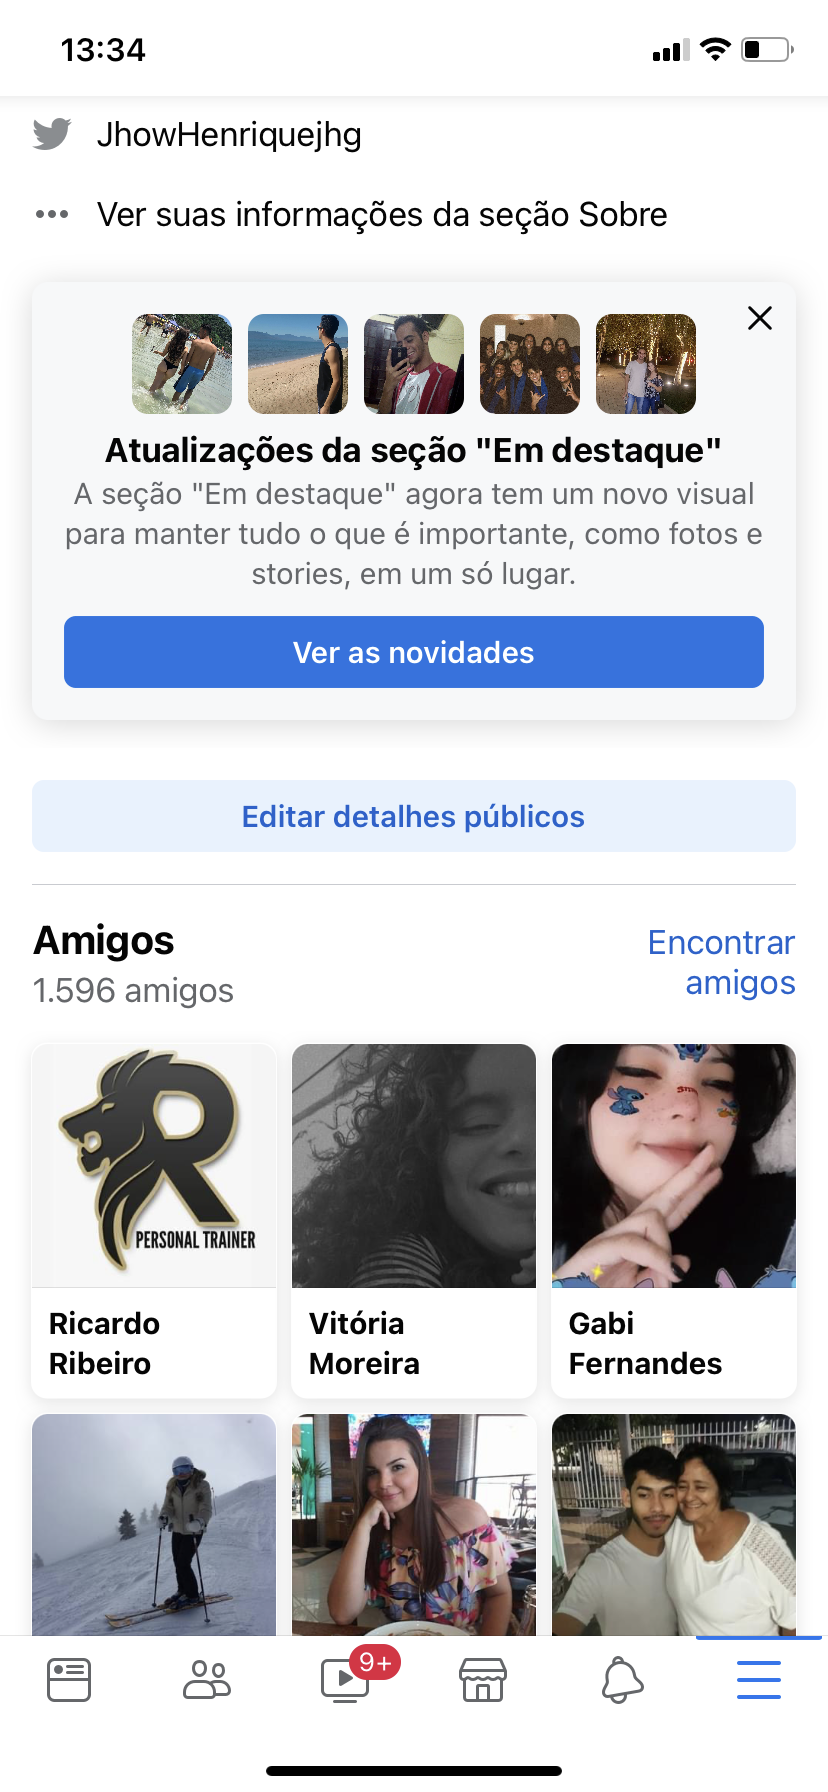 13:34
JhowHenriquejhg
Ver suas informações da seção Sobre
Atualizações da seção "Em destaque"
A seção "Em destaque" agora tem um novo visual
para manter tudo o que é importante, como fotos e
stories, em um só lugar.
Ver as novidades
Editar detalhes públicos
Amigos
1.596 amigos
Encontrar
amigos
R
PERSONAL TRAINER
Ricardo
Ribeiro
Vitória
Moreira
Gabi
Fernandes
9+